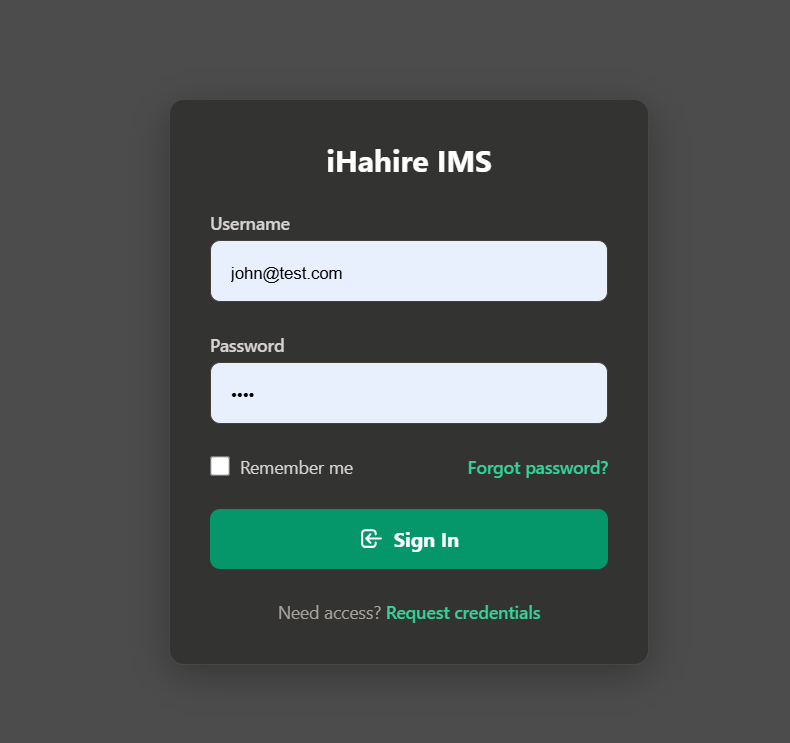 iHahire IMS
Username
john@test.com
Password
••••
Remember me
Forgot password?
Sign In
Need access? Request credentials